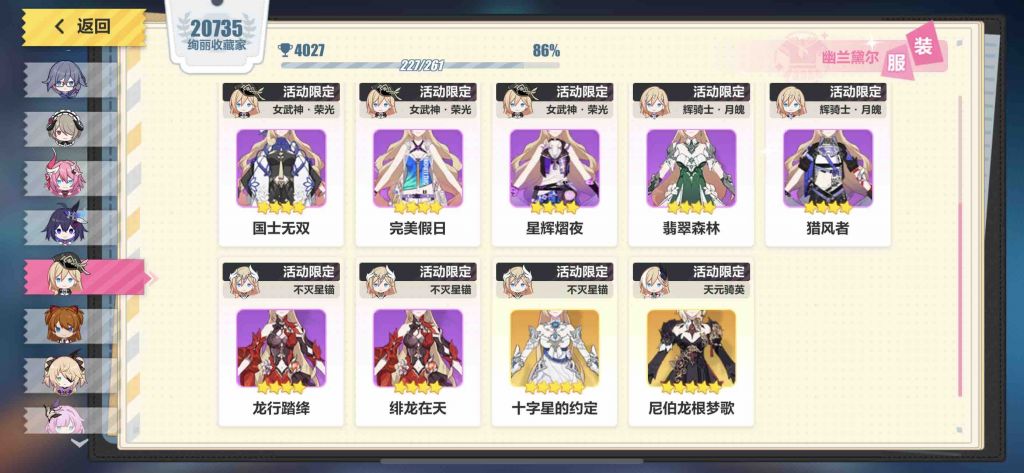 返回
20735
绚丽收藏家
4027
86%
227/261
幽兰黛尔
服装
活动限定
女武神·荣光
国士无双
活动限定
女武神·荣光
完美假日
活动限定
女武神·荣光
星辉熠夜
活动限定
辉骑士·月魄
翡翠森林
活动限定
辉骑士·月魄
猎风者
活动限定
不灭星锚
龙行踏绛
活动限定
不灭星锚
绯龙在天
活动限定
不灭星锚
十字星的约定
活动限定
天元骑英
尼伯龙根梦歌